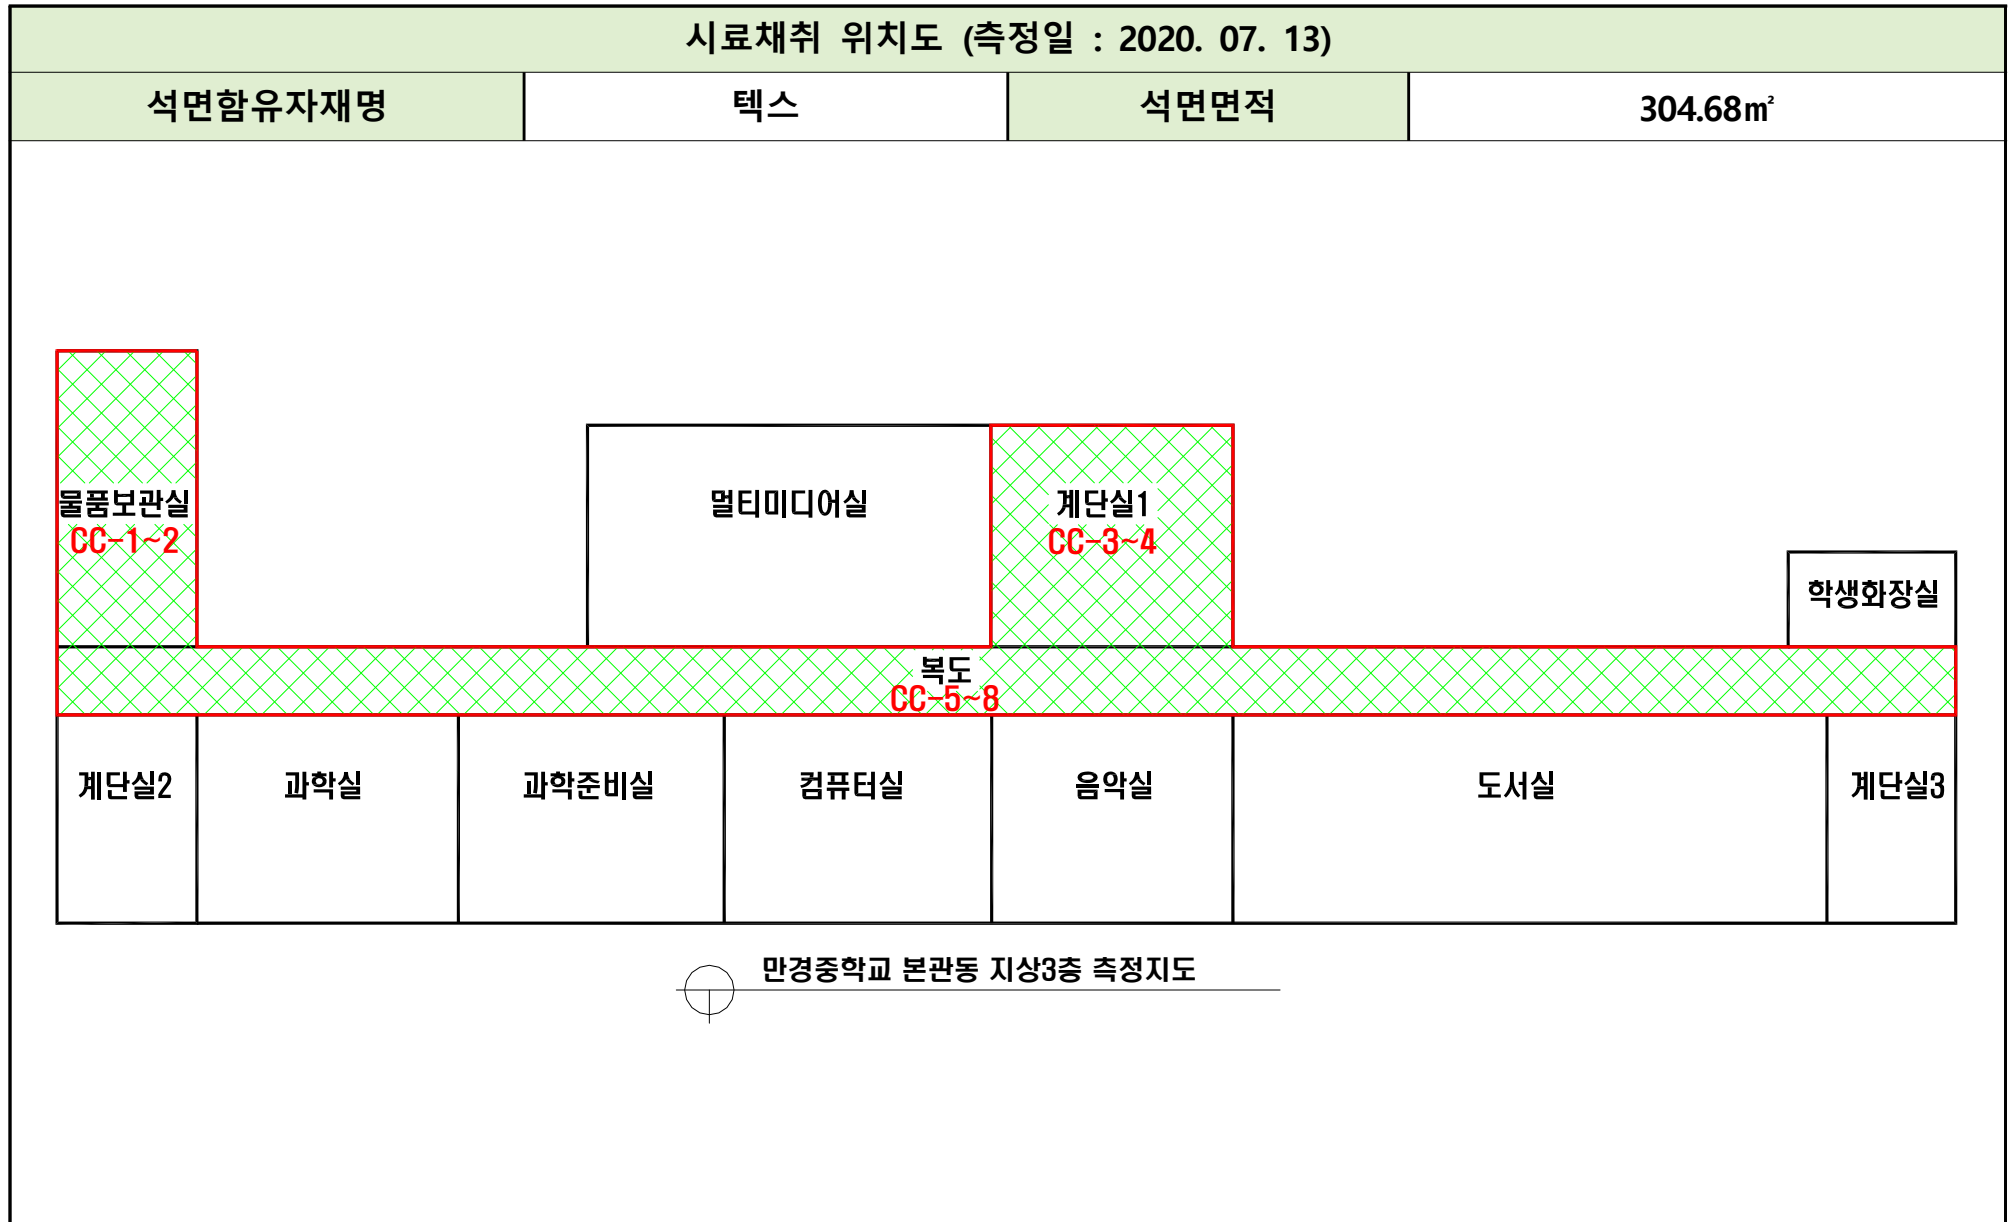 시료채취 위치도 (측정일 : 2020. 07. 13)
석면함유자재명 텍스 석면면적 304.68㎡
물품보관실
CC-1~2
멀티미디어실
계단실1
CC-3~4
학생화장실
복도
CC-5~8
계단실2 과학실 과학준비실 컴퓨터실 음악실 도서실 계단실3
만경중학교 본관동 지상3층 측정지도